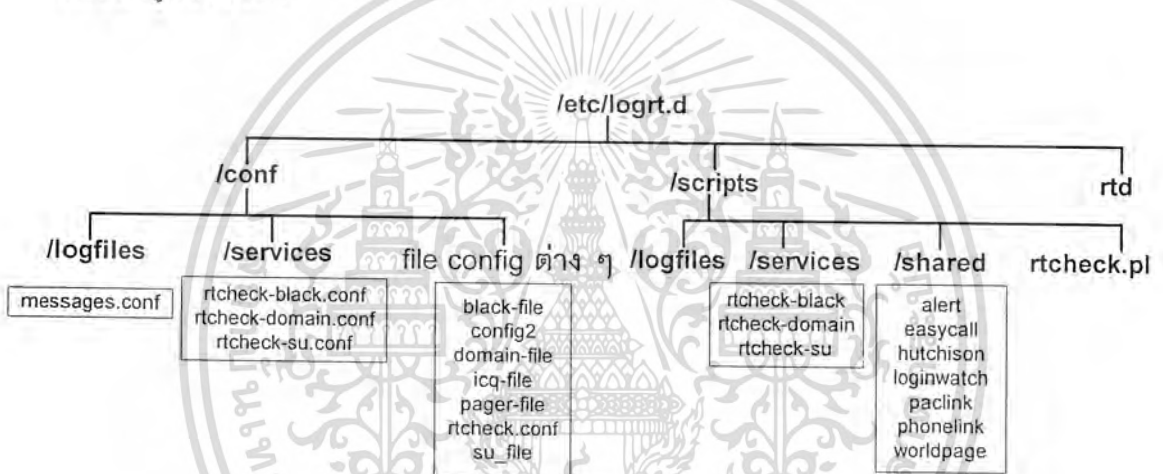 /etc/logrt.d
/conf
/scripts
rtd
/logfiles
/services
file config ต่าง ๆ
/logfiles
/services
/shared
rtcheck.pl
messages.conf
rtcheck-black.conf
rtcheck-domain.conf
rtcheck-su.conf
black-file
config2
domain-file
icq-file
pager-file
rtcheck.conf
su_file
rtcheck-black
rtcheck-domain
rtcheck-su
alert
easycall
hutchison
loginwatch
paclink
phonelink
worldpage